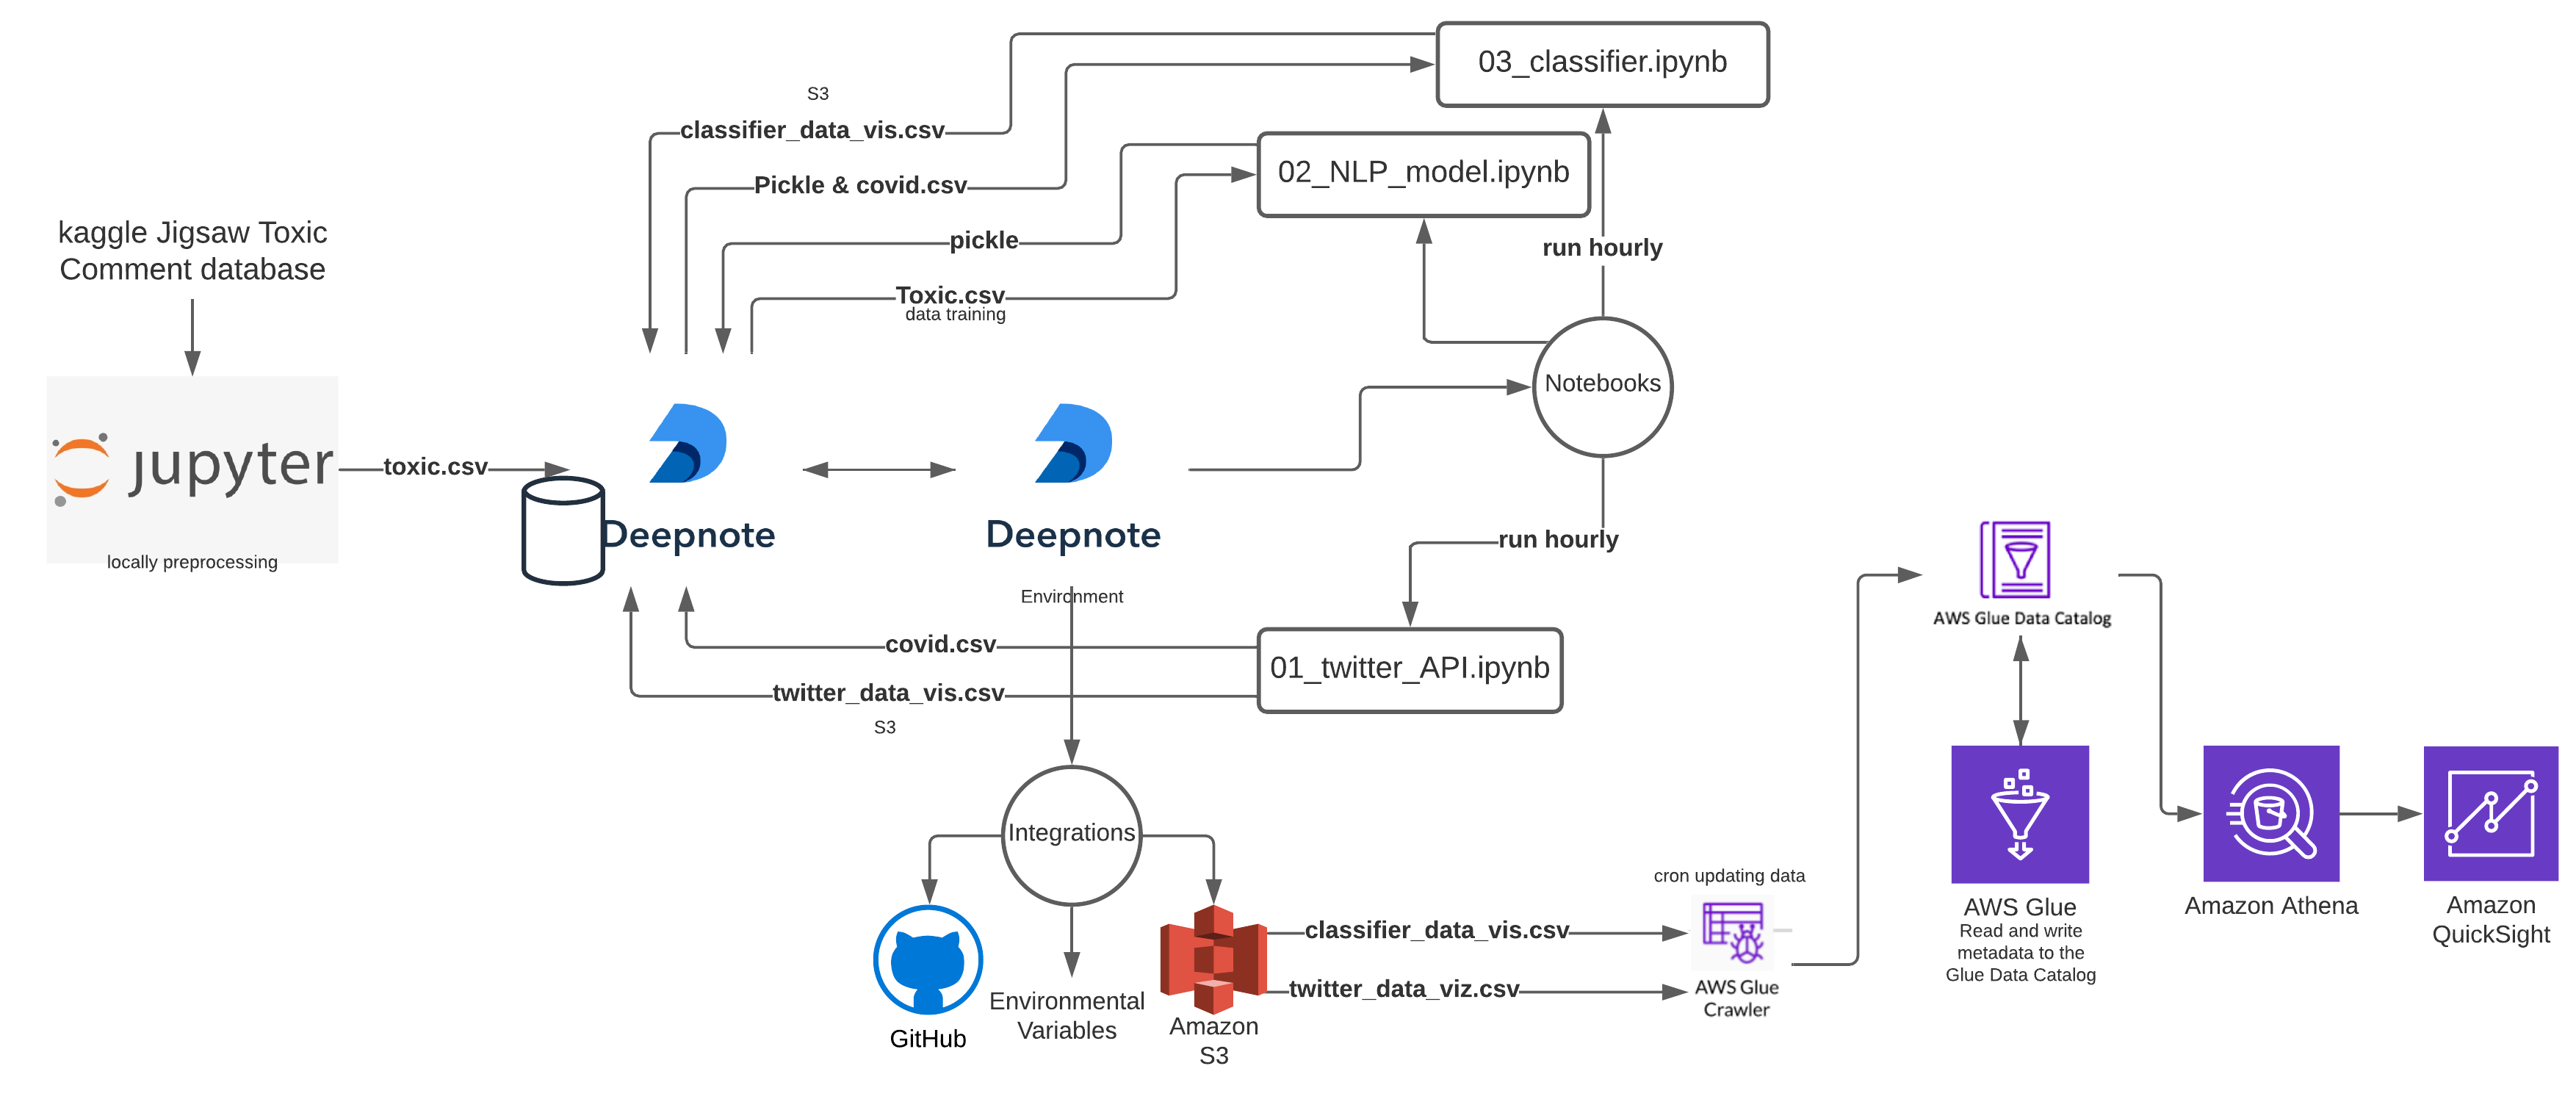 03_classifier.ipynb
S3
classifier_data_vis.csv
02_NLP_model.ipynb
Pickle & covid.csv
kaggle Jigsaw Toxic
Comment database
pickle
run hourly
Toxic.csv
data training
Notebooks
jupyter
toxic.csv
locally preprocessing
Deepnote
Deepnote
Environment
run hourly
covid.csv
01_twitter_API.ipynb
twitter_data_vis.csv
S3
AWS Glue Data Catalog
Integrations
cron updating data
AWS Glue
Read and write
metadata to the
Glue Data Catalog
Amazon Athena
Amazon
QuickSight
classifier_data_vis.csv
twitter_data_viz.csv
AWS Glue
Crawler
GitHub
Environmental
Variables
Amazon
S3